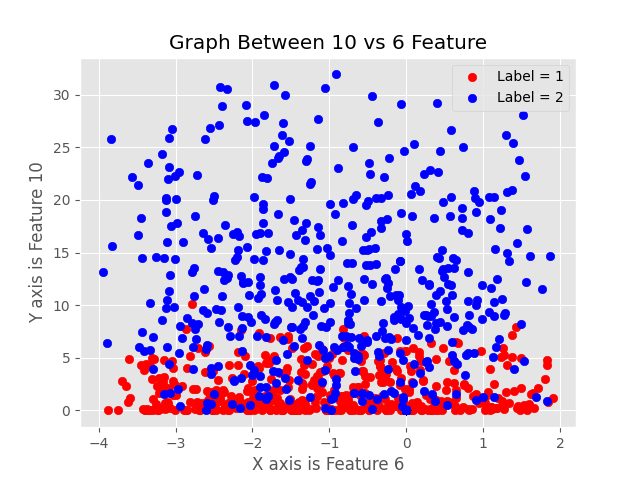 Graph Between 10 vs 6 Feature
Label = 1
Label = 2
30
25
20
15
10
5
0
Y axis is Feature 10
−4
−3
−2
−1
0
1
2
X axis is Feature 6